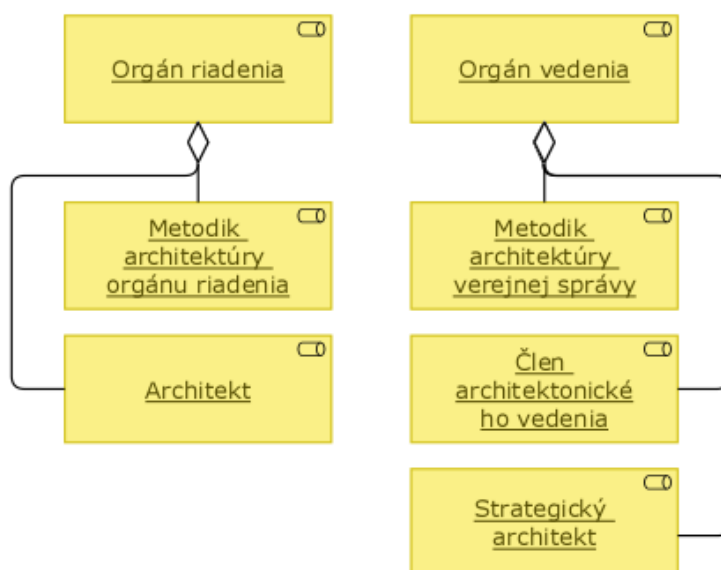 Orgán riadenia
Orgán vedenia
Metodik
architektúry
orgánu riadenia
Metodik
architektúry
verejnej správy
Architekt
Člen
architektonické
ho vedenia
Strategický
architekt